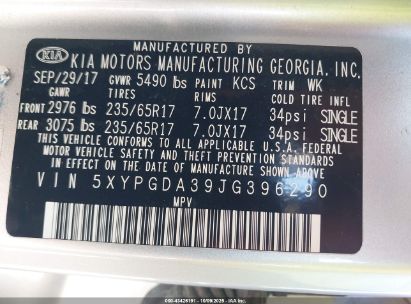 MANUFACTURED BY
KIA KIA MOTORS MANUFACTURING GEORGIA, INC.
SEP/29/17 GVWR 5490 lbs PAINT KCS TRIM WK
GAWR TIRES RIMS COLD TIRE INFL
FRONT 2976 lbs 235/65R17 7.0JX17 34psi SINGLE
REAR 3075 lbs 235/65R17 7.0JX17 34psi SINGLE
THIS VEHICLE CONFORMS TO ALL APPLICABLE U.S.A. FEDERAL
MOTOR VEHICLE SAFETY AND THEFT PREVENTION STANDARDS
IN EFFECT ON THE DATE OF MANUFACTURE SHOWN ABOVE.
VIN 5XYPGDA39JG396290
MPV